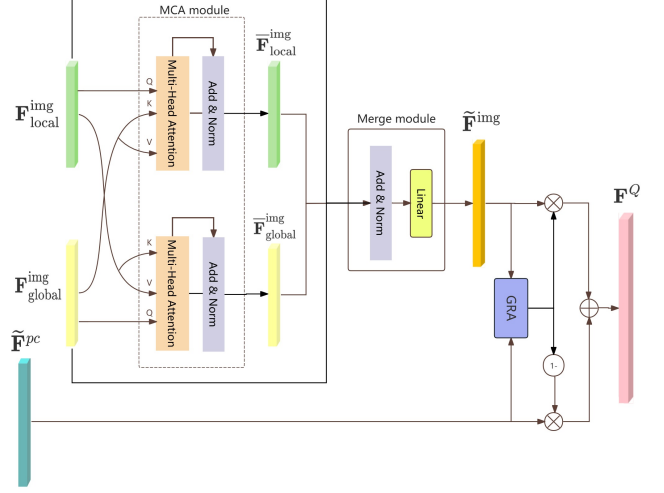 MCA module
F^img_local
Q
K
V
Multi-Head Attention
Add & Norm
F̅^img_local
Merge module
Add & Norm
Linear
F̃^img
F^Q
F^img_global
K
V
Q
Multi-Head Attention
Add & Norm
F̅^img_global
GRA
1-
F̃^pc